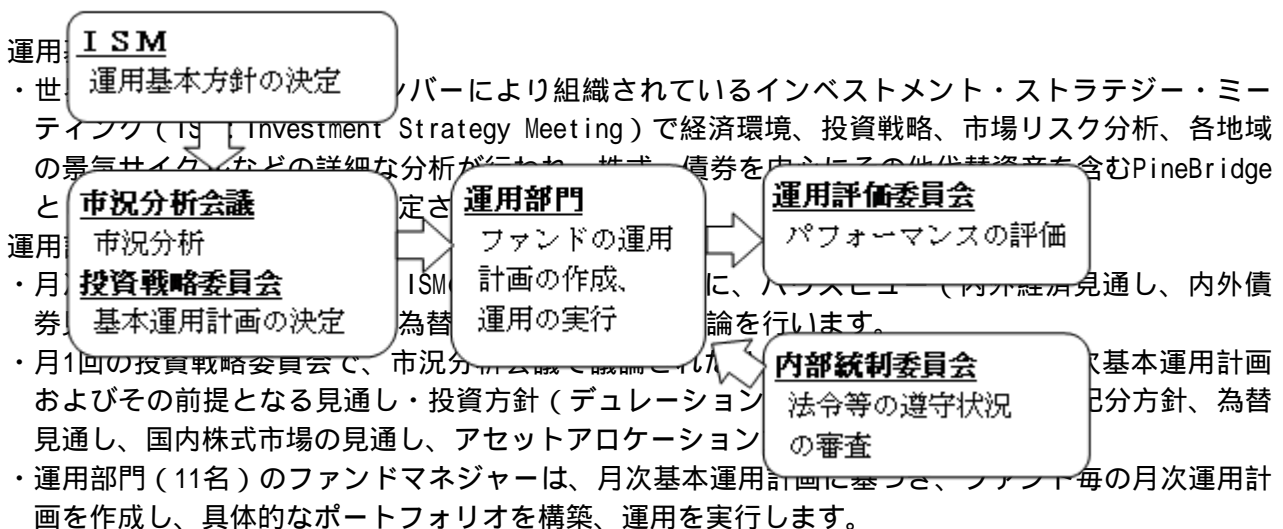 ＩＳＭ
運用基本方針の決定
運用
・世 ンバーにより組織されているインベストメント・ストラテジー・ミー
ティング（IS Investment Strategy Meeting）で経済環境、投資戦略、市場リスク分析、各地域
の景気サイクルなどの詳細な分析が行われ、株式、債券を中心にその他代替資産を含むPineBridge
と 定さ
市況分析会議
市況分析
投資戦略委員会
基本運用計画の決定
運用部門
ファンドの運用
計画の作成、
運用の実行
運用評価委員会
パフォーマンスの評価
運用
・月 ISM に、ハウスビュー（内外経済見通し、内外債
券 為替 論を行います。
・月1回の投資戦略委員会で、市況分析会議で議論された 次基本運用計画
およびその前提となる見通し・投資方針（デュレーション 配分方針、為替
見通し、国内株式市場の見通し、アセットアロケーション
内部統制委員会
法令等の遵守状況
の審査
・運用部門（11名）のファンドマネジャーは、月次基本運用計画に基づき、ファンド毎の月次運用計
画を作成し、具体的なポートフォリオを構築、運用を実行します。